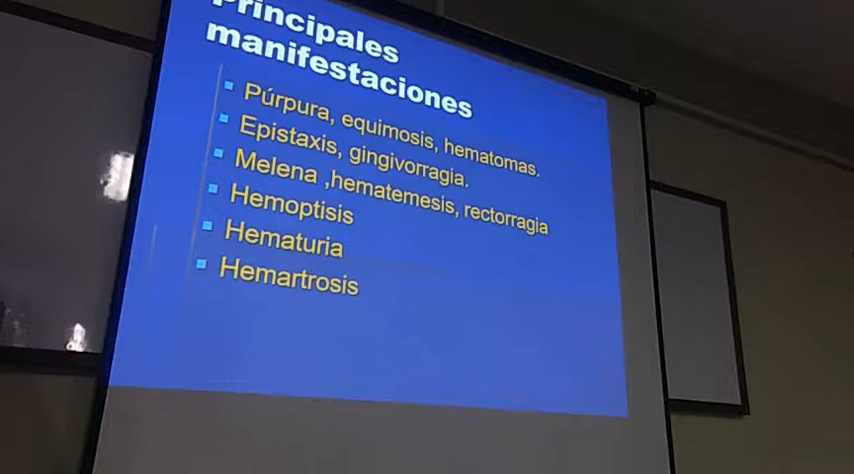 Principales
manifestaciones
Púrpura, equimosis, hematomas.
Epistaxis, gingivorragia.
Melena ,hematemesis, rectorragia
Hemoptisis
Hematuria
Hemartrosis